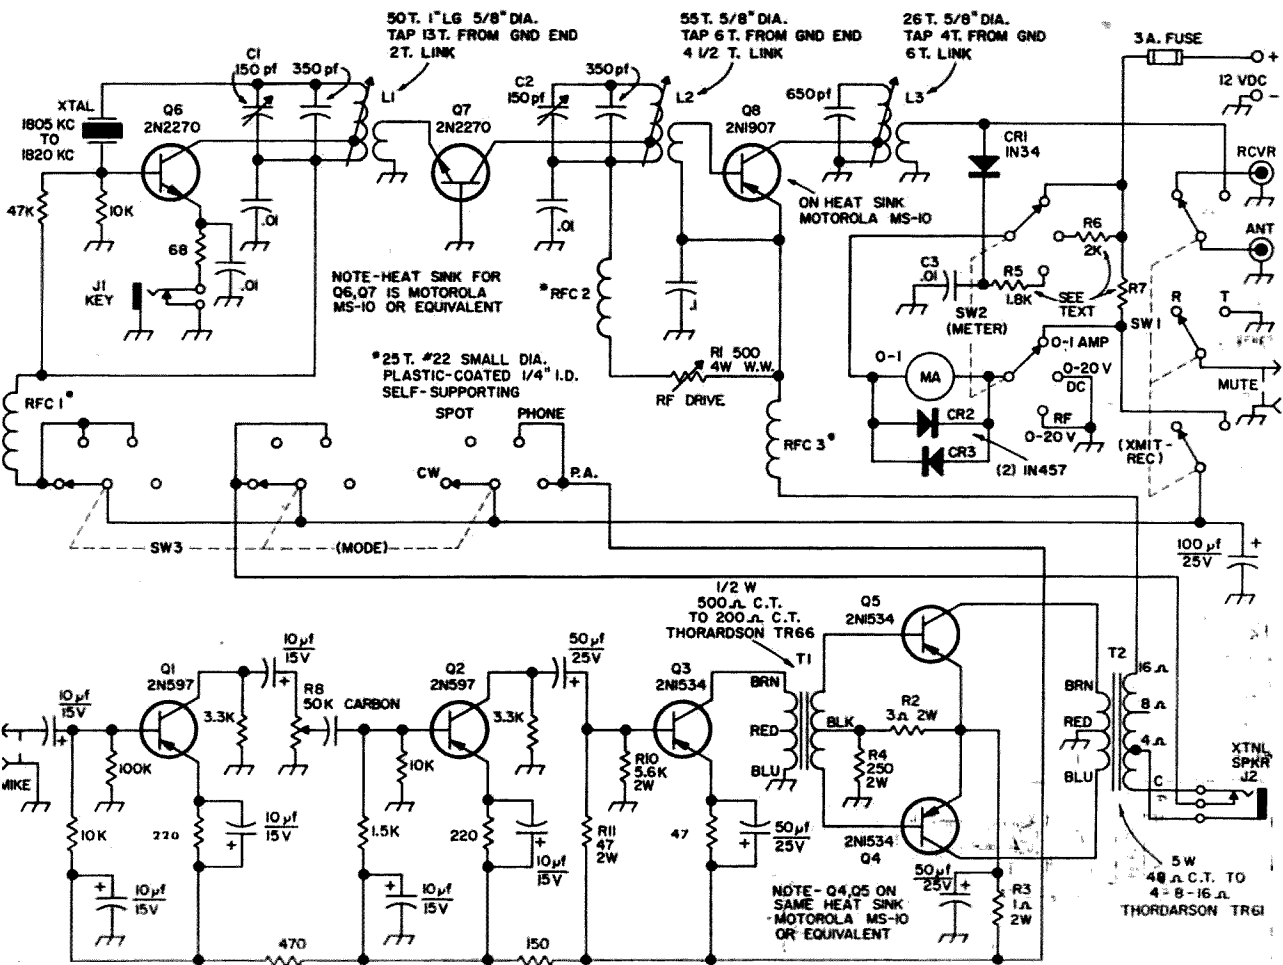 50 T. 1" LG 5/8" DIA.
TAP 13T. FROM GND END
2 T. LINK
55T. 5/8" DIA.
TAP 6 T. FROM GND END
4 1/2 T. LINK
26 T. 5/8" DIA.
TAP 4T. FROM GND
6 T. LINK
3 A. FUSE
+
12 VDC
-
C1
150 pf
350 pf
L1
C2
150 pf
350 pf
L2
650 pf
L3
XTAL
1805 KC
TO
1820 KC
Q6
2N2270
Q7
2N2270
Q8
2N1907
CR1
IN34
RCVR
ANT
47K
10K
68
.01
.01
.01
J1
KEY
NOTE-HEAT SINK FOR
Q6,Q7 IS MOTOROLA
MS-10 OR EQUIVALENT
ON HEAT SINK
MOTOROLA MS-10
*RFC 2
.1
R6
2K
C3
.01
R5
1.8K
SEE
TEXT
R7
SW2
(METER)
SW1
R
T
MUTE
0-1 AMP
0-20 V
DC
RF
0-20 V
0-1
MA
CR2
CR3
(2) IN457
(XMIT-
REC)
*25 T. #22 SMALL DIA.
PLASTIC-COATED 1/4" I.D.
SELF-SUPPORTING
R1 500
4W W.W.
RF DRIVE
RFC 1*
RFC 3*
SPOT
PHONE
CW
P.A.
SW3
(MODE)
100 µf
25V
+
1/2 W
500 Ω C.T.
TO 200 Ω C.T.
THORARDSON TR66
T1
Q5
2N1534
T2
16 Ω
8 Ω
4 Ω
C
Q1
2N597
10 µf
15V
+
10 µf
15V
+
R8
50K
CARBON
Q2
2N597
50 µf
25V
+
Q3
2N1534
BRN
RED
BLU
BLK
R2
3Ω 2W
R4
250
2W
BRN
RED
BLU
XTNL
SPKR
J2
MIKE
100K
3.3K
10K
3.3K
R10
5.6K
2W
10K
220
10 µf
15V
+
1.5K
220
10 µf
15V
+
R11
47
2W
47
50 µf
25V
+
2N1534
Q4
50 µf
25V
+
R3
1Ω
2W
10 µf
15V
+
10 µf
15V
+
NOTE- Q4,Q5 ON
SAME HEAT SINK
MOTOROLA MS-10
OR EQUIVALENT
5 W
48 Ω C.T. TO
4-8-16 Ω
THORDARSON TR61
470
150